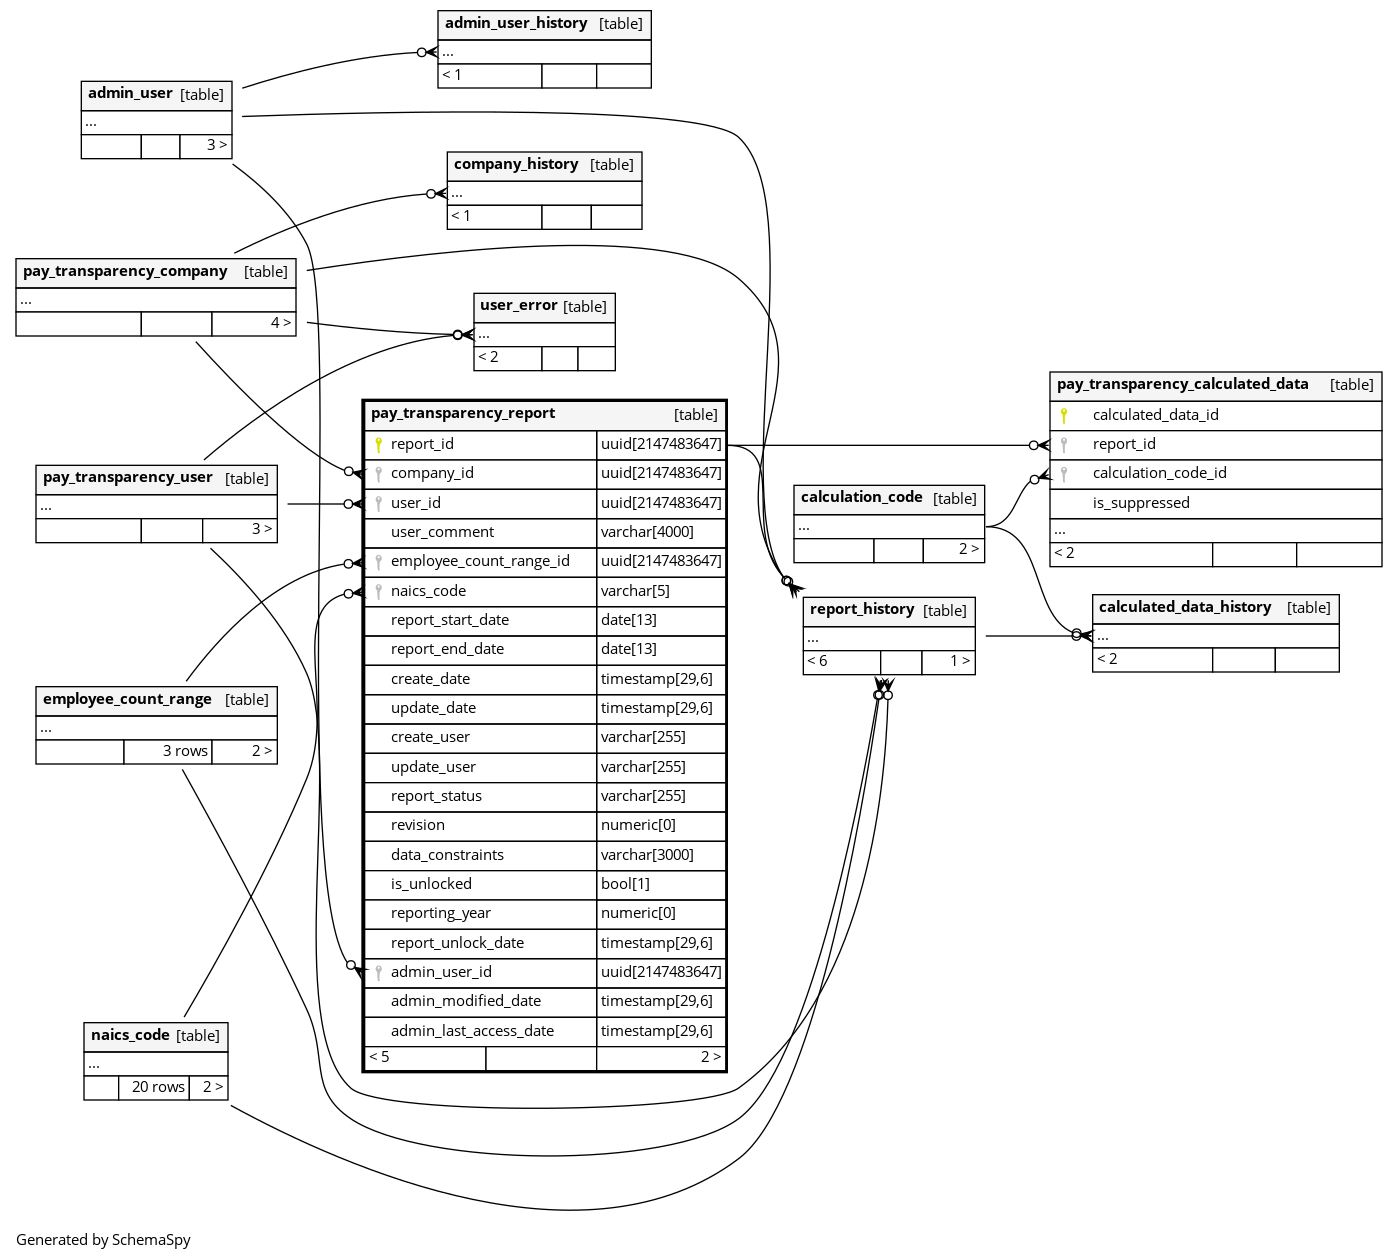 admin_user_history [table]
...
< 1
admin_user [table]
...
3 >
company_history [table]
...
< 1
pay_transparency_company [table]
...
4 >
user_error [table]
...
< 2
pay_transparency_report [table]
report_id uuid[2147483647]
company_id uuid[2147483647]
user_id uuid[2147483647]
user_comment varchar[4000]
employee_count_range_id uuid[2147483647]
naics_code varchar[5]
report_start_date date[13]
report_end_date date[13]
create_date timestamp[29,6]
update_date timestamp[29,6]
create_user varchar[255]
update_user varchar[255]
report_status varchar[255]
revision numeric[0]
data_constraints varchar[3000]
is_unlocked bool[1]
reporting_year numeric[0]
report_unlock_date timestamp[29,6]
admin_user_id uuid[2147483647]
admin_modified_date timestamp[29,6]
admin_last_access_date timestamp[29,6]
< 5 2 >
pay_transparency_user [table]
...
3 >
employee_count_range [table]
...
3 rows 2 >
naics_code [table]
...
20 rows 2 >
calculation_code [table]
...
2 >
report_history [table]
...
< 6 1 >
pay_transparency_calculated_data [table]
calculated_data_id
report_id
calculation_code_id
is_suppressed
...
< 2
calculated_data_history [table]
...
< 2
Generated by SchemaSpy